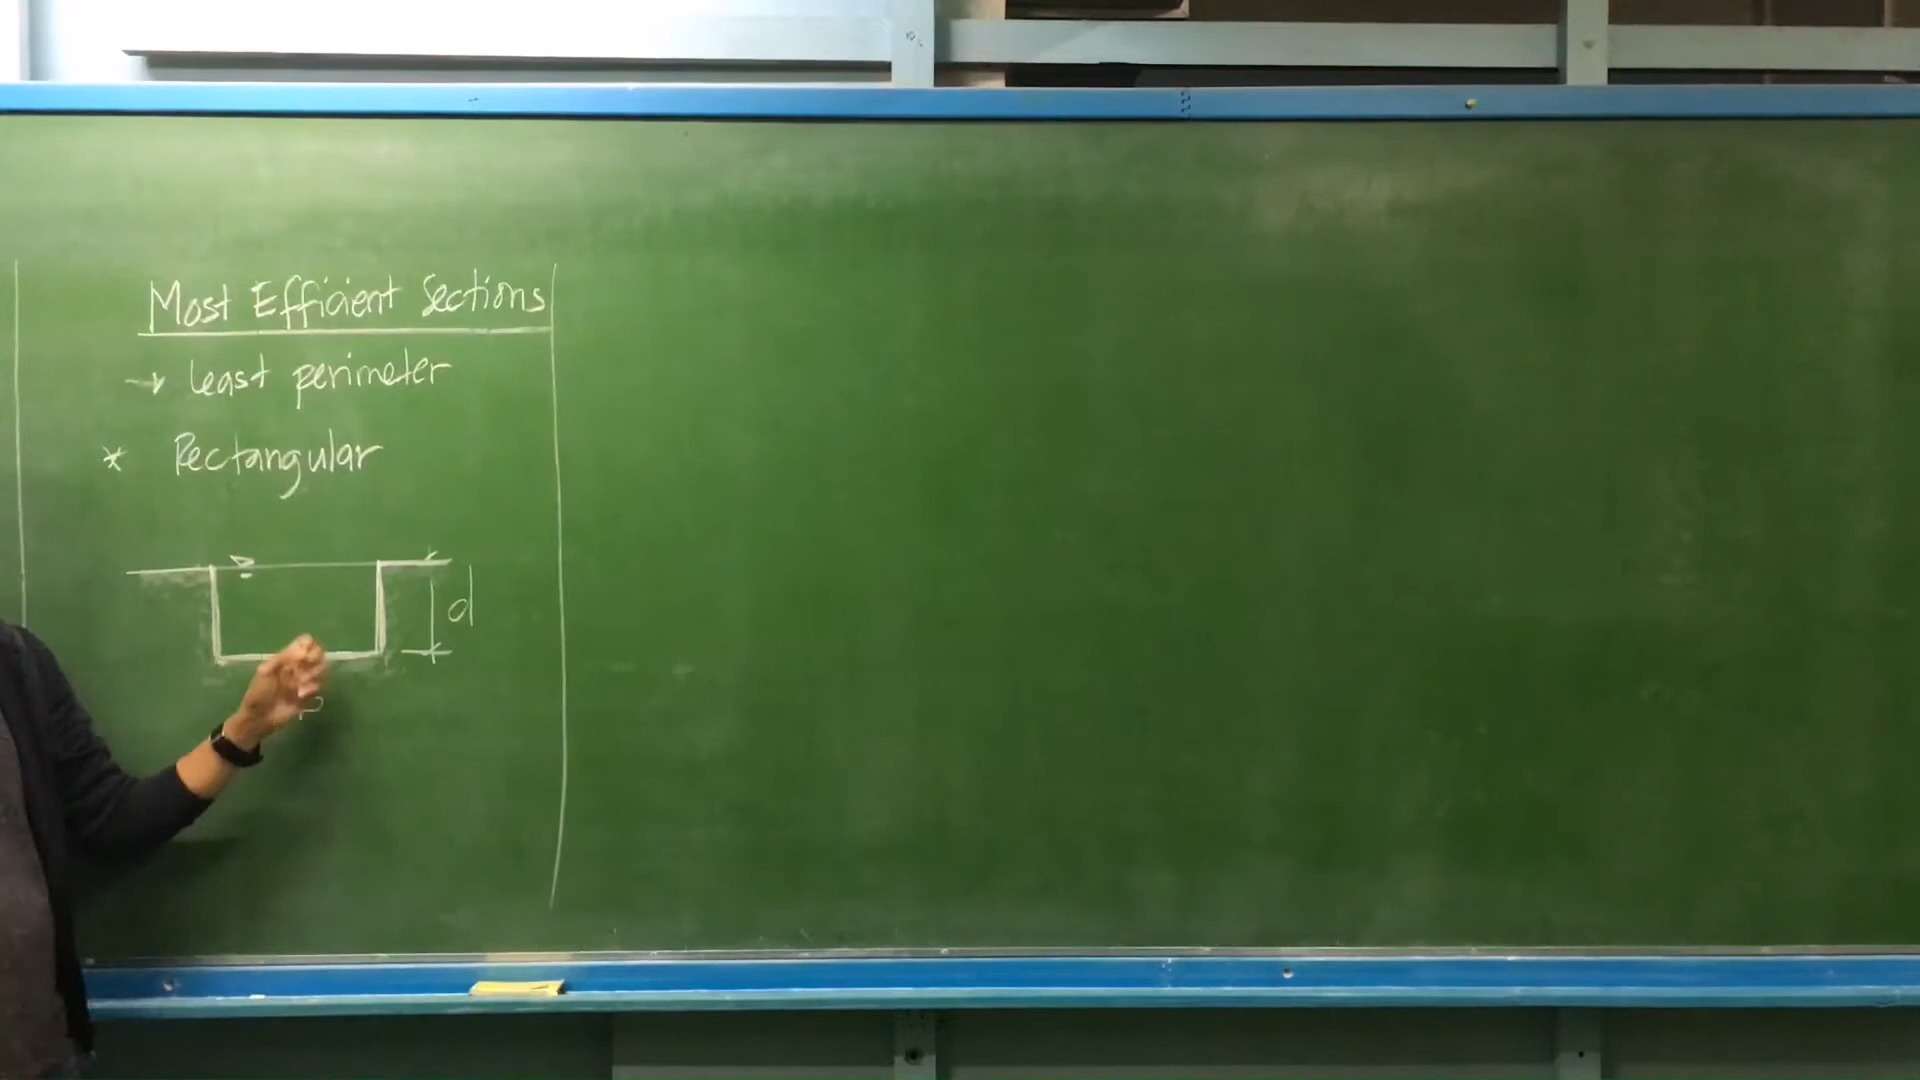 Most Efficient Sections
→ least perimeter
* Rectangular
d